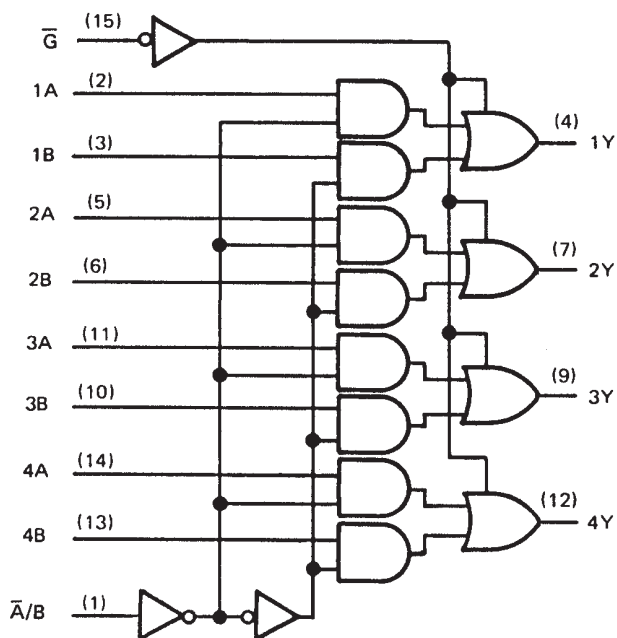 G̅ (15)
1A (2)
(4) 1Y
1B (3)
2A (5)
(7) 2Y
2B (6)
3A (11)
(9) 3Y
3B (10)
4A (14)
(12) 4Y
4B (13)
A̅/B (1)